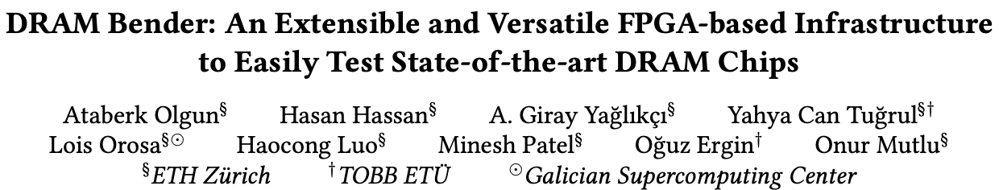 DRAM Bender: An Extensible and Versatile FPGA-based Infrastructure
to Easily Test State-of-the-art DRAM Chips
Ataberk Olgun§ Hasan Hassan§ A. Giray Yağlıkçı§ Yahya Can Tuğrul§†
Lois Orosa§⊙ Haocong Luo§ Minesh Patel§ Oğuz Ergin† Onur Mutlu§
§ETH Zürich †TOBB ETÜ ⊙Galician Supercomputing Center